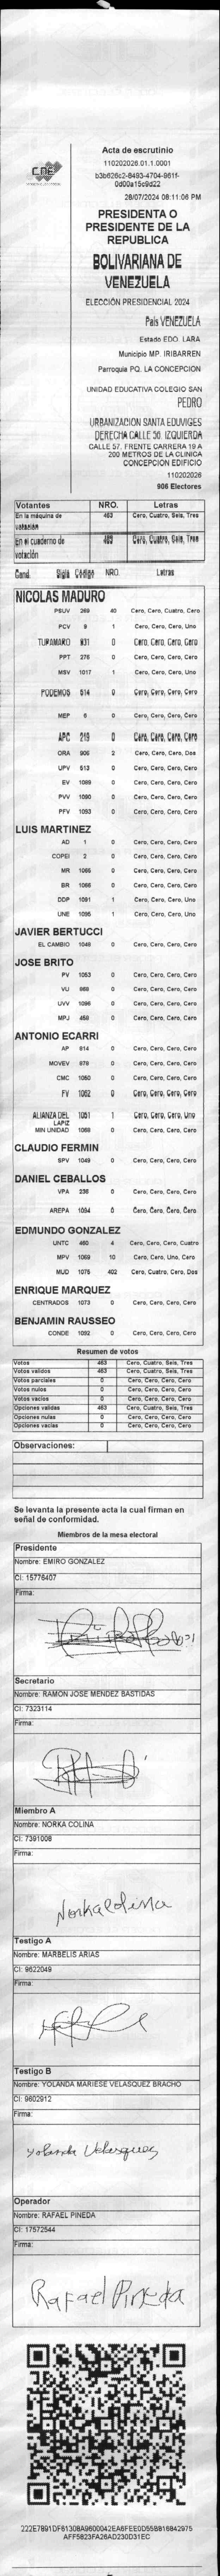 CNE
Acta de escrutinio
110202026.01.1.0001
b3b626c2-8493-4704-961f-
0d00a15c9d22
28/07/2024 08:11:06 PM
PRESIDENTA O
PRESIDENTE DE LA
REPUBLICA
BOLIVARIANA DE
VENEZUELA
ELECCIÓN PRESIDENCIAL 2024
País VENEZUELA
Estado EDO. LARA
Municipio MP. IRIBARREN
Parroquia PQ. LA CONCEPCION
UNIDAD EDUCATIVA COLEGIO SAN
PEDRO
URBANIZACION SANTA EDUVIGES
DERECHA CALLE 56. IZQUIERDA
CALLE 57. FRENTE CARRERA 19 A
200 METROS DE LA CLINICA
CONCEPCION EDIFICIO
110202026
906 Electores
Votantes NRO. Letras
En la máquina de votación 463 Cero, Cuatro, Seis, Tres
En el cuaderno de votación 463 Cero, Cuatro, Seis, Tres
Cand. Sigla Código NRO. Letras
NICOLAS MADURO
PSUV 269 40 Cero, Cero, Cuatro, Cero
PCV 9 1 Cero, Cero, Cero, Uno
TUPAMARO 931 0 Cero, Cero, Cero, Cero
PPT 276 0 Cero, Cero, Cero, Cero
MSV 1017 1 Cero, Cero, Cero, Uno
PODEMOS 514 0 Cero, Cero, Cero, Cero
MEP 6 0 Cero, Cero, Cero, Cero
APC 219 0 Cero, Cero, Cero, Cero
ORA 906 2 Cero, Cero, Cero, Dos
UPV 513 0 Cero, Cero, Cero, Cero
EV 1089 0 Cero, Cero, Cero, Cero
PVV 1090 0 Cero, Cero, Cero, Cero
PFV 1093 0 Cero, Cero, Cero, Cero
LUIS MARTINEZ
AD 1 0 Cero, Cero, Cero, Cero
COPEI 2 0 Cero, Cero, Cero, Cero
MR 1065 0 Cero, Cero, Cero, Cero
BR 1066 0 Cero, Cero, Cero, Cero
DDP 1081 1 Cero, Cero, Cero, Uno
UNE 1095 1 Cero, Cero, Cero, Uno
JAVIER BERTUCCI
EL CAMBIO 1048 0 Cero, Cero, Cero, Cero
JOSE BRITO
PV 1053 0 Cero, Cero, Cero, Cero
VU 868 0 Cero, Cero, Cero, Cero
UVV 1096 0 Cero, Cero, Cero, Cero
MPJ 458 0 Cero, Cero, Cero, Cero
ANTONIO ECARRI
AP 814 0 Cero, Cero, Cero, Cero
MOVEV 978 0 Cero, Cero, Cero, Cero
CMC 1050 0 Cero, Cero, Cero, Cero
FV 1052 0 Cero, Cero, Cero, Cero
ALIANZA DEL LAPIZ 1051 1 Cero, Cero, Cero, Uno
MIN UNIDAD 1068 0 Cero, Cero, Cero, Cero
CLAUDIO FERMIN
SPV 1049 0 Cero, Cero, Cero, Cero
DANIEL CEBALLOS
VPA 236 0 Cero, Cero, Cero, Cero
AREPA 1094 0 Cero, Cero, Cero, Cero
EDMUNDO GONZALEZ
UNTC 460 4 Cero, Cero, Cero, Cuatro
MPV 1069 10 Cero, Cero, Uno, Cero
MUD 1075 402 Cero, Cuatro, Cero, Dos
ENRIQUE MARQUEZ
CENTRADOS 1073 0 Cero, Cero, Cero, Cero
BENJAMIN RAUSSEO
CONDE 1092 0 Cero, Cero, Cero, Cero
Resumen de votos
Votos 463 Cero, Cuatro, Seis, Tres
Votos validos 463 Cero, Cuatro, Seis, Tres
Votos parciales 0 Cero, Cero, Cero, Cero
Votos nulos 0 Cero, Cero, Cero, Cero
Votos vacios 0 Cero, Cero, Cero, Cero
Opciones validas 463 Cero, Cuatro, Seis, Tres
Opciones nulas 0 Cero, Cero, Cero, Cero
Opciones vacias 0 Cero, Cero, Cero, Cero
Observaciones:
Se levanta la presente acta la cual firman en
señal de conformidad.
Miembros de la mesa electoral
Presidente
Nombre: EMIRO GONZALEZ
CI: 15776407
Firma:
Secretario
Nombre: RAMON JOSE MENDEZ BASTIDAS
CI: 7323114
Firma:
Miembro A
Nombre: NORKA COLINA
CI: 7391008
Firma:
Norka Colina
Testigo A
Nombre: MARBELIS ARIAS
CI: 9622049
Firma:
Testigo B
Nombre: YOLANDA MARIESE VELASQUEZ BRACHO
CI: 9602912
Firma:
Yolanda Velasquez
Operador
Nombre: RAFAEL PINEDA
CI: 17572544
Firma:
Rafael Pineda
222E7891DF61308A9600042EA6FEE0D55B816842975
AFF5823FA26AD230D31EC